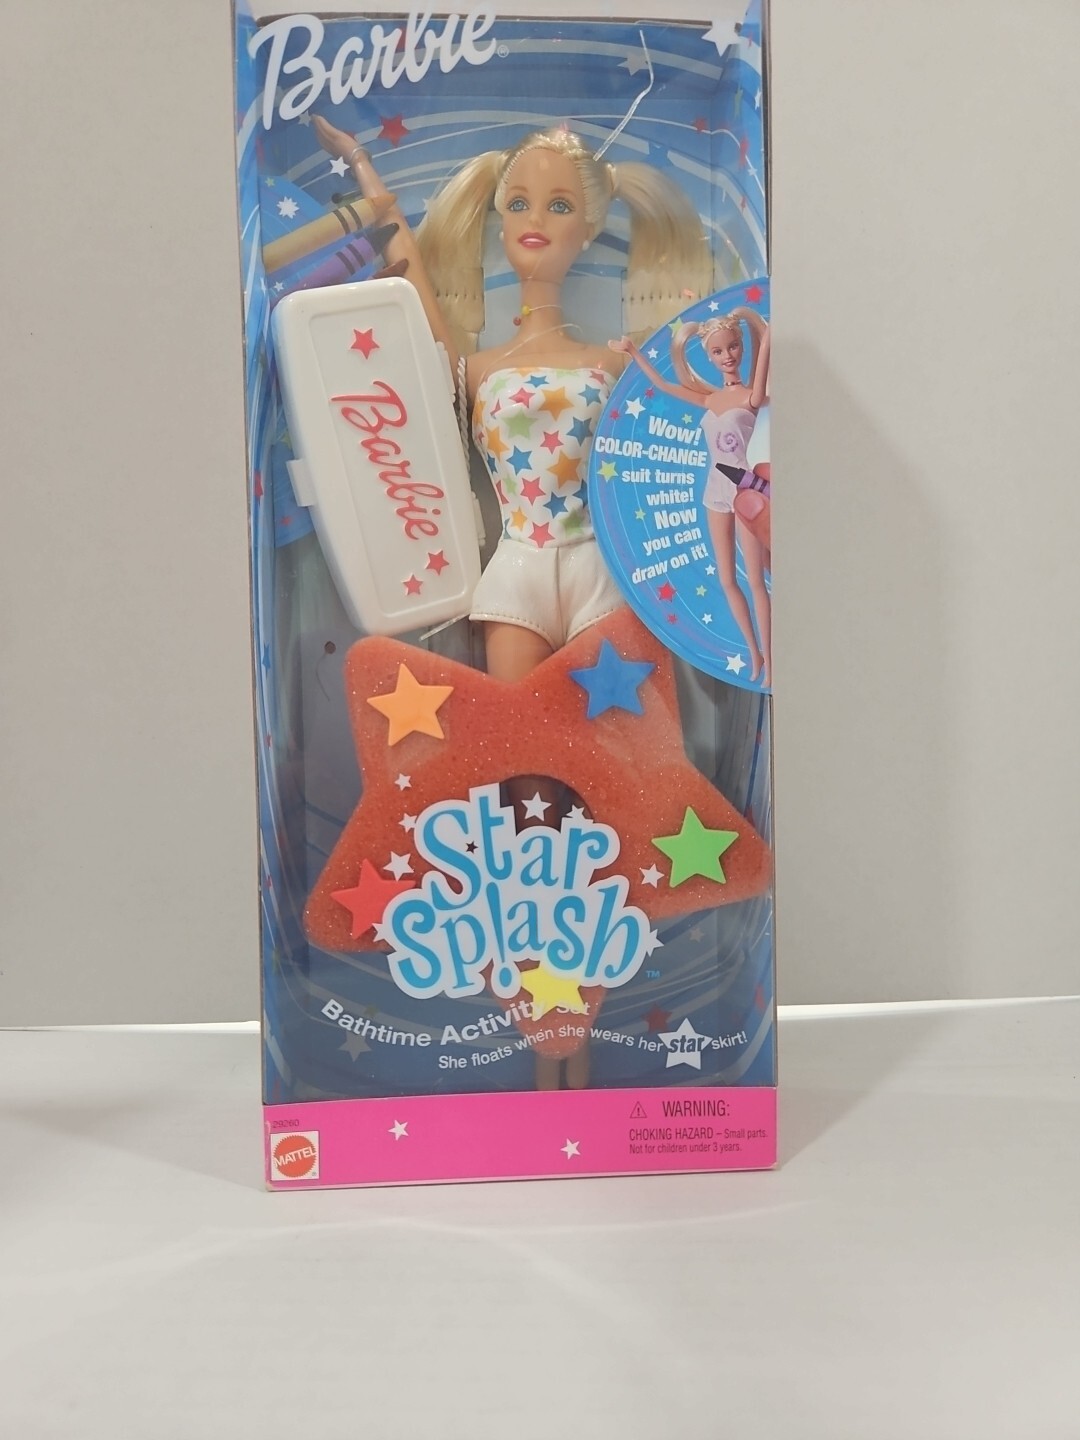 Barbie®
Barbie
Wow!
COLOR-CHANGE
suit turns
white!
Now
you can
draw on it!
Star
Splash™
Bathtime Activity Set
She floats when she wears her star skirt!
29260
MATTEL®
⚠ WARNING:
CHOKING HAZARD – Small parts.
Not for children under 3 years.